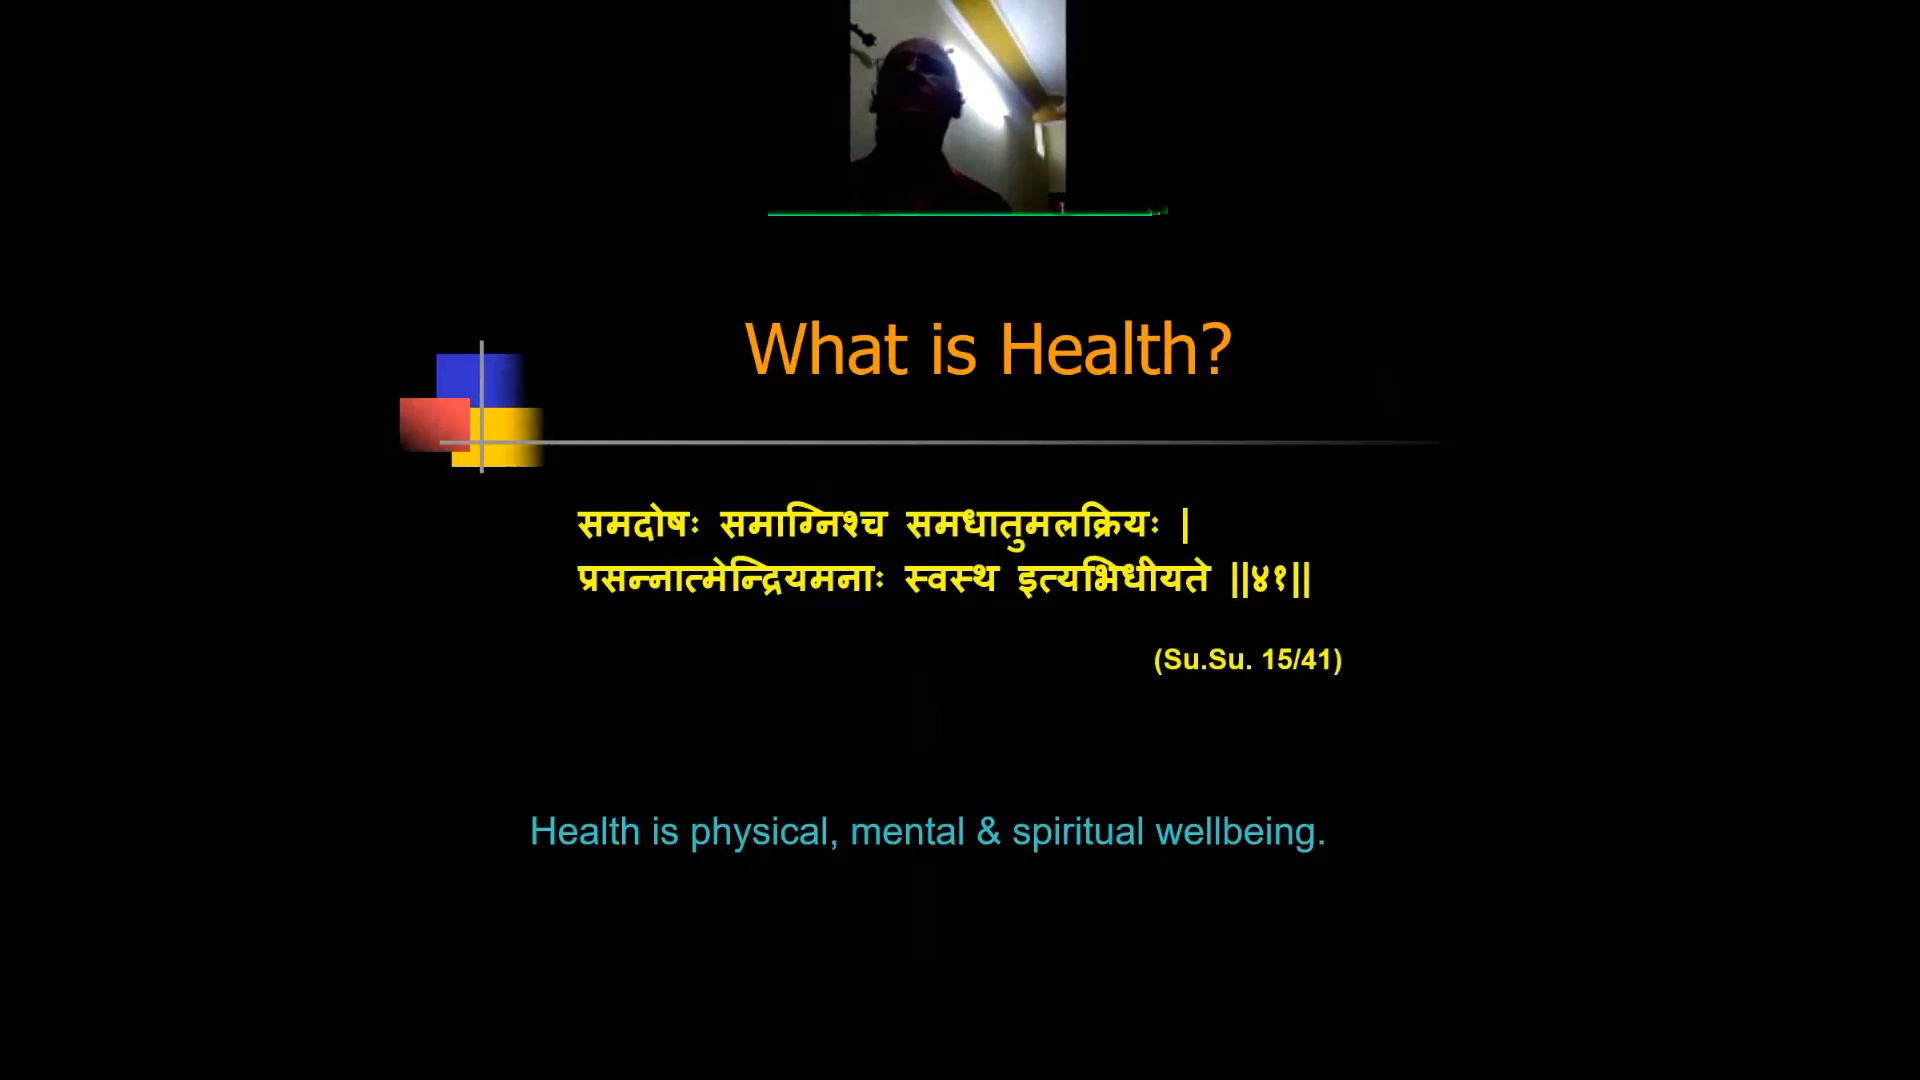 What is Health?
समदोषः समाग्निश्च समधातुमलक्रियः |
प्रसन्नात्मेन्द्रियमनाः स्वस्थ इत्यभिधीयते ||४१||
(Su.Su. 15/41)
Health is physical, mental & spiritual wellbeing.